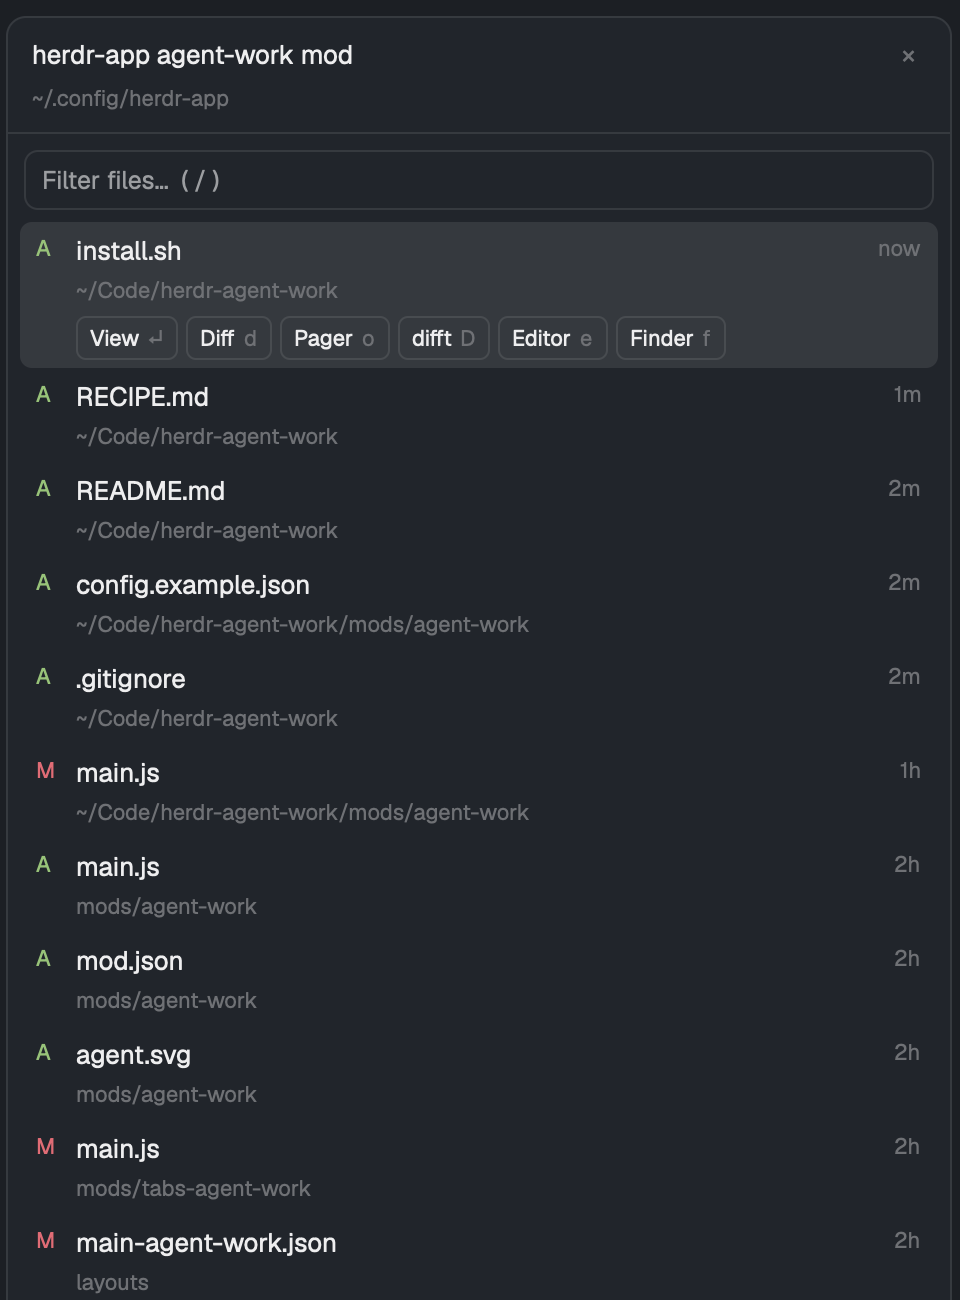 herdr-app agent-work mod ×
~/.config/herdr-app
Filter files... (/)
A install.sh now
~/Code/herdr-agent-work
View ↵ Diff d Pager o difft D Editor e Finder f
A RECIPE.md 1m
~/Code/herdr-agent-work
A README.md 2m
~/Code/herdr-agent-work
A config.example.json 2m
~/Code/herdr-agent-work/mods/agent-work
A .gitignore 2m
~/Code/herdr-agent-work
M main.js 1h
~/Code/herdr-agent-work/mods/agent-work
A main.js 2h
mods/agent-work
A mod.json 2h
mods/agent-work
A agent.svg 2h
mods/agent-work
M main.js 2h
mods/tabs-agent-work
M main-agent-work.json 2h
layouts